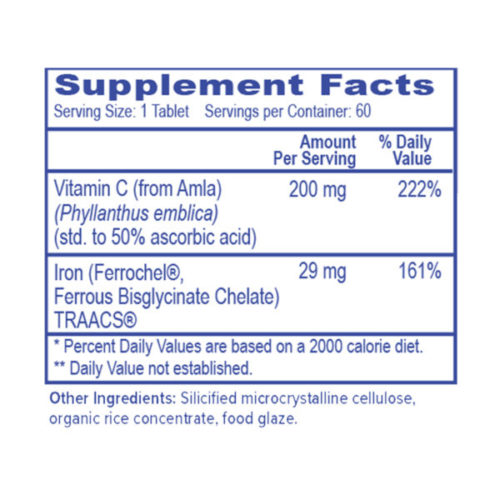 Supplement Facts
Serving Size: 1 Tablet Servings per Container: 60
Amount Per Serving % Daily Value
Vitamin C (from Amla) 200 mg 222%
(Phyllanthus emblica)
(std. to 50% ascorbic acid)
Iron (Ferrochel®, 29 mg 161%
Ferrous Bisglycinate Chelate)
TRAACS®
* Percent Daily Values are based on a 2000 calorie diet.
** Daily Value not established.
Other Ingredients: Silicified microcrystalline cellulose,
organic rice concentrate, food glaze.